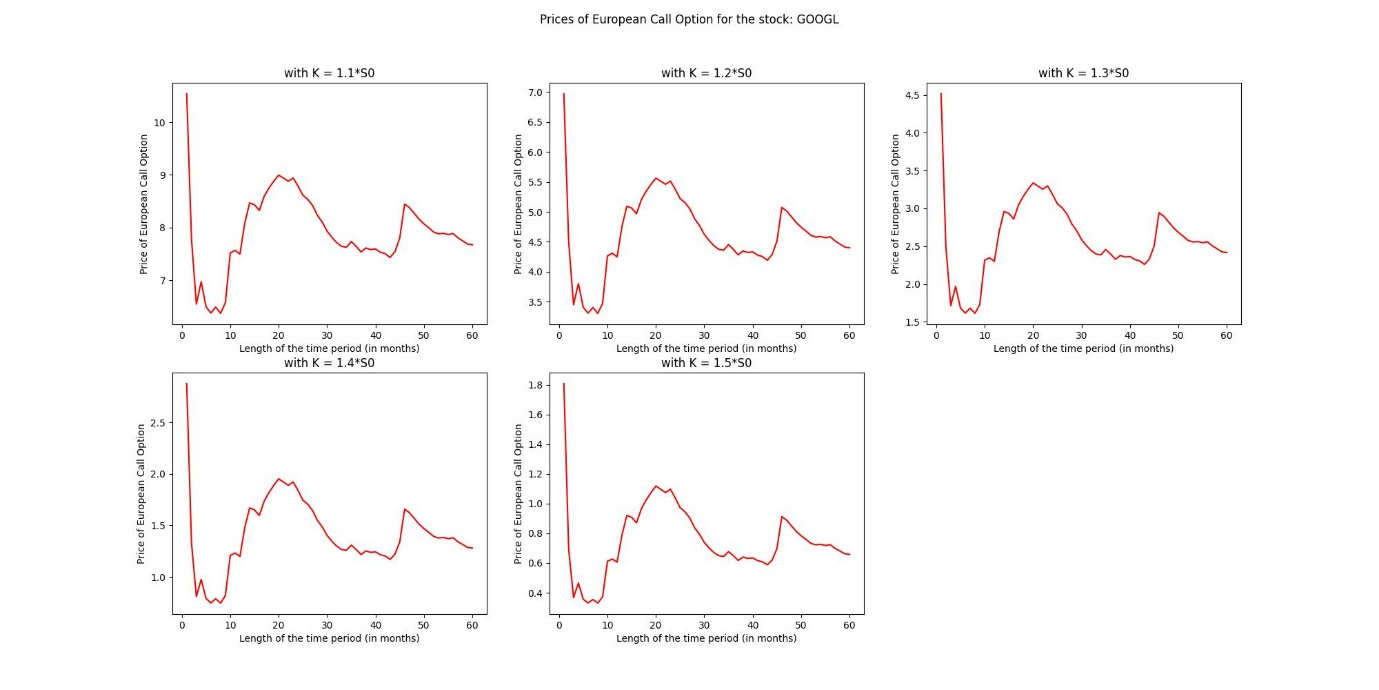 Prices of European Call Option for the stock: GOOGL
with K = 1.1*S0
Price of European Call Option
10
9
8
7
0 10 20 30 40 50 60
Length of the time period (in months)
with K = 1.2*S0
Price of European Call Option
7.0
6.5
6.0
5.5
5.0
4.5
4.0
3.5
0 10 20 30 40 50 60
Length of the time period (in months)
with K = 1.3*S0
Price of European Call Option
4.5
4.0
3.5
3.0
2.5
2.0
1.5
0 10 20 30 40 50 60
Length of the time period (in months)
with K = 1.4*S0
Price of European Call Option
2.5
2.0
1.5
1.0
0 10 20 30 40 50 60
Length of the time period (in months)
with K = 1.5*S0
Price of European Call Option
1.8
1.6
1.4
1.2
1.0
0.8
0.6
0.4
0 10 20 30 40 50 60
Length of the time period (in months)